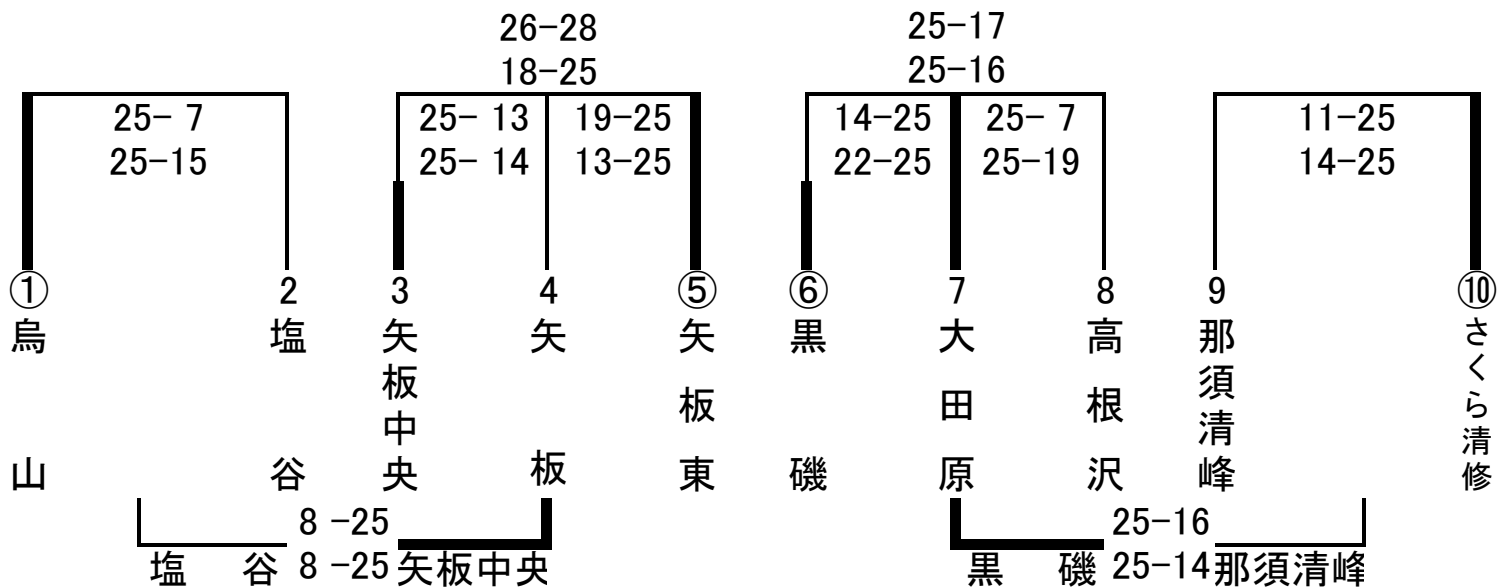 26-28 25-17
18-25 25-16
25- 7 25- 13 19-25 14-25 25- 7 11-25
25-15 25- 14 13-25 22-25 25-19 14-25
① 2 3 4 ⑤ ⑥ 7 8 9 ⑩
烏山 塩谷 矢板中央 矢板 矢板東 黒磯 大田原 高根沢 那須清峰 さくら清修
8 -25 25-16
塩谷 8 -25 矢板中央 黒磯 25-14 那須清峰